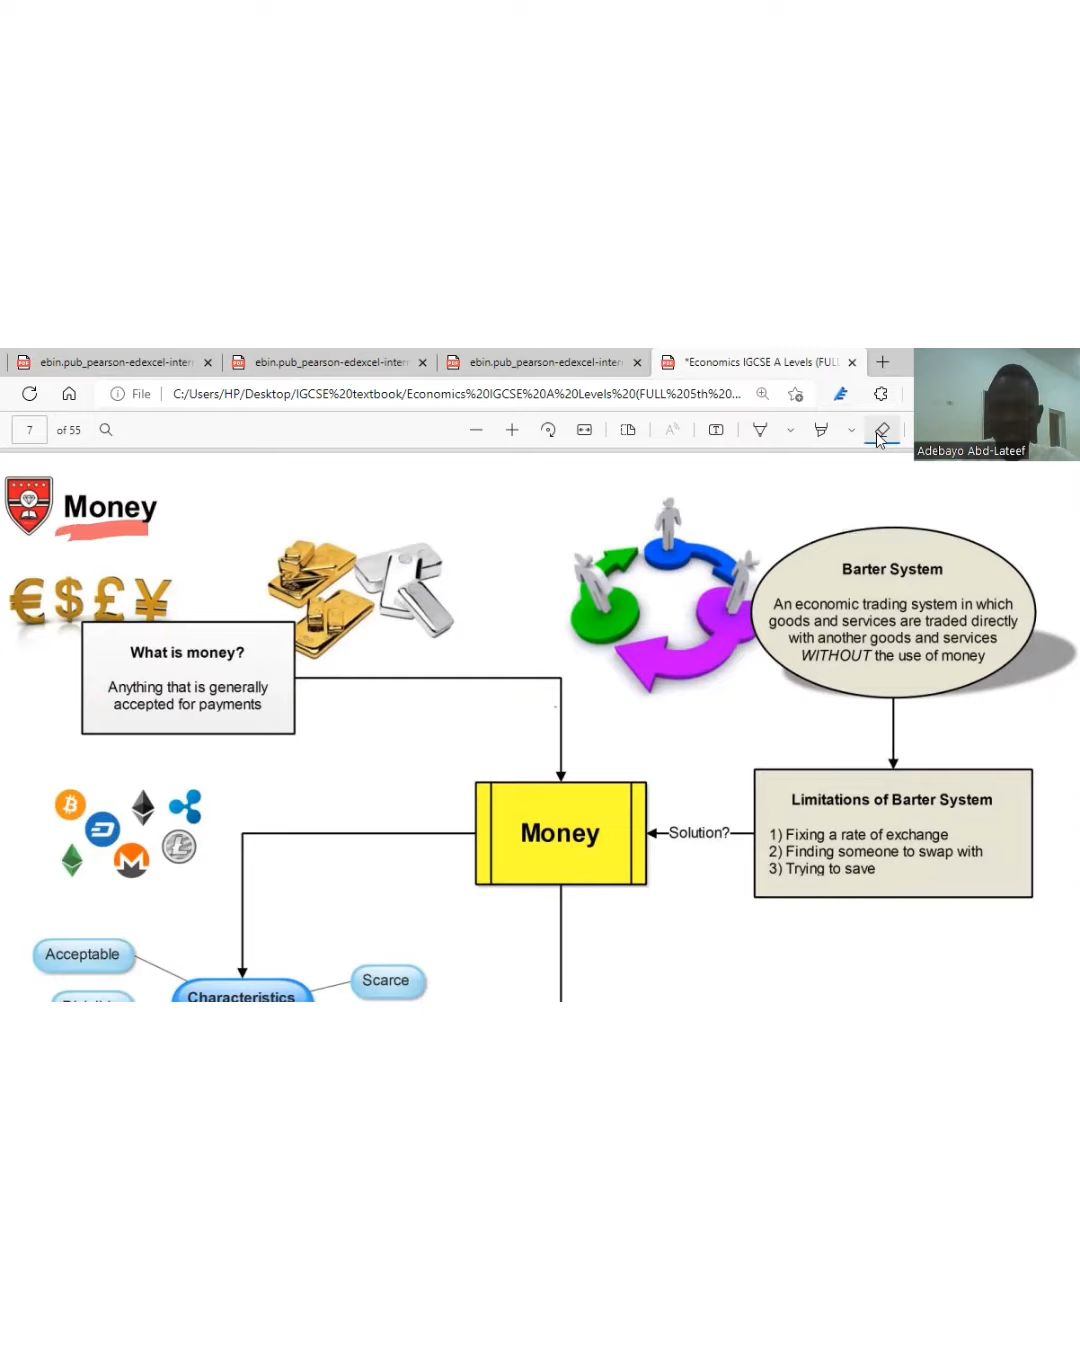 ebin.pub_pearson-edexcel-inter
ebin.pub_pearson-edexcel-intern
ebin.pub_pearson-edexcel-inter
*Economics IGCSE A Levels (FULL
File
C:/Users/HP/Desktop/IGCSE%20textbook/Economics%20IGCSE%20A%20Levels%20(FULL%205th%20...
7 of 55
Adebayo Abd-Lateef
Money
€$£¥
What is money?
Anything that is generally
accepted for payments
Barter System
An economic trading system in which
goods and services are traded directly
with another goods and services
WITHOUT the use of money
Limitations of Barter System
1) Fixing a rate of exchange
2) Finding someone to swap with
3) Trying to save
Solution?
Money
Acceptable
Characteristics
Scarce